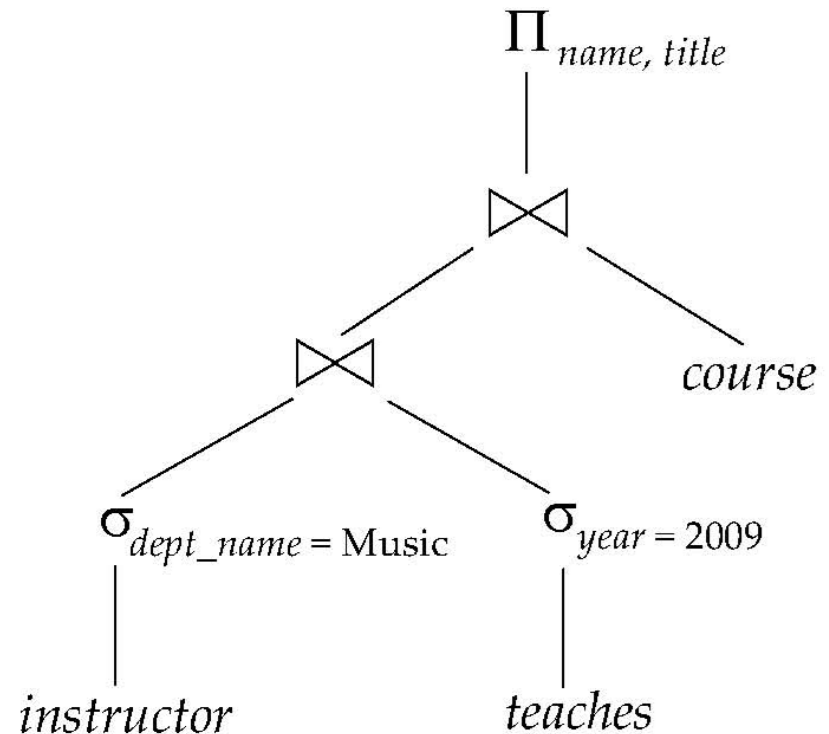 Π name, title
⋈
⋈
course
σ dept_name = Music
σ year = 2009
instructor
teaches